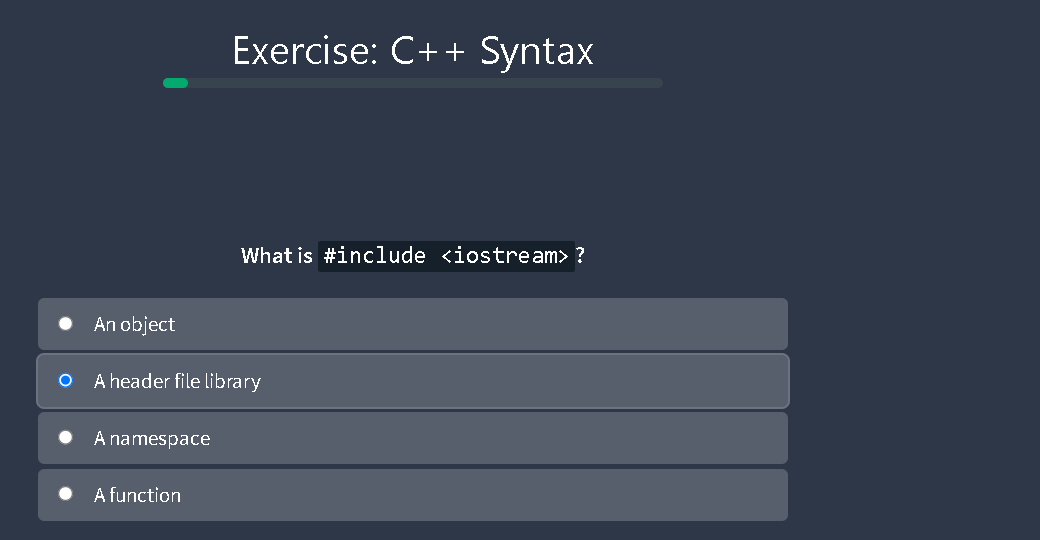 Exercise: C++ Syntax
What is #include <iostream>?
An object
A header file library
A namespace
A function